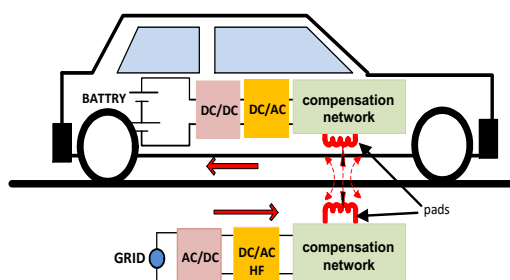 BATTRY
DC/DC
DC/AC
compensation
network
pads
GRID
AC/DC
DC/AC
HF
compensation
network